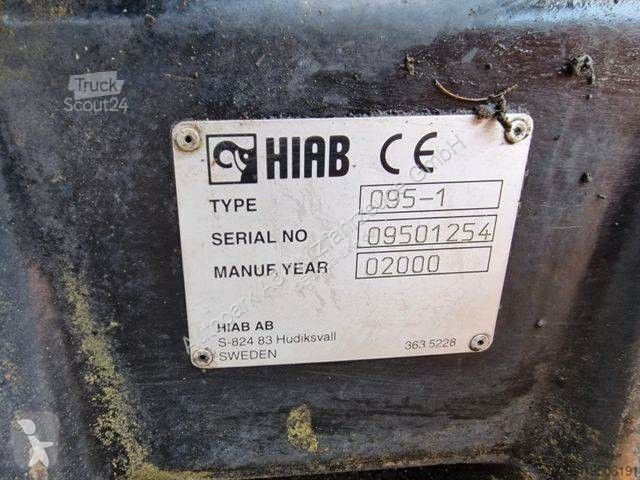 Truck
Scout24
HIAB CE
TYPE 095-1
SERIAL NO 09501254
MANUF. YEAR 02000
HIAB AB
S-824 83 Hudiksvall
SWEDEN
363 5228